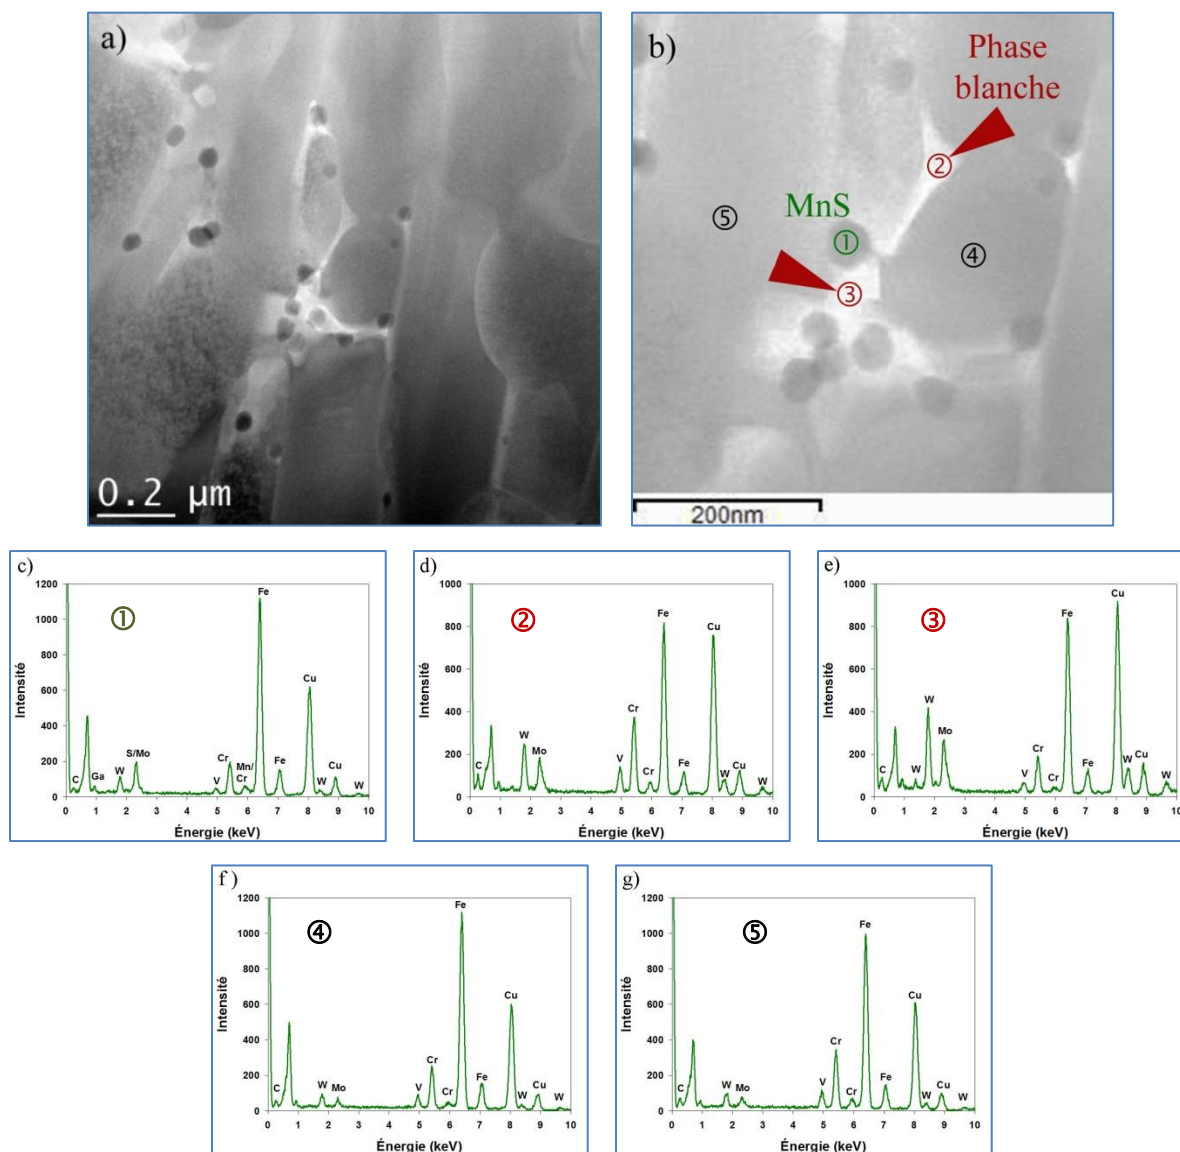 a)
0.2 µm
b)
Phase
blanche
②
MnS
⑤
①
④
③
200nm
c)
①
Intensité
1200
1000
800
600
400
200
0
Fe
Cu
S/Mo
Cr
Mn/
Cr
Fe
C
Ga
W
V
W
Cu
W
0 1 2 3 4 5 6 7 8 9 10
Énergie (keV)
d)
②
Intensité
1000
800
600
400
200
0
Fe
Cu
Cr
W
Mo
C
V
Cr
Fe
W
Cu
W
0 1 2 3 4 5 6 7 8 9 10
Énergie (keV)
e)
③
Intensité
1000
800
600
400
200
0
Cu
Fe
W
Mo
C
W
V
Cr
Cr
Fe
W
Cu
W
0 1 2 3 4 5 6 7 8 9 10
Énergie (keV)
f )
④
Intensité
1200
1000
800
600
400
200
0
Fe
Cu
Cr
C
W
Mo
V
Cr
Fe
W
Cu
W
0 1 2 3 4 5 6 7 8 9 10
Énergie (keV)
g)
⑤
Intensité
1200
1000
800
600
400
200
0
Fe
Cu
Cr
C
W
Mo
V
Cr
Fe
W
Cu
W
0 1 2 3 4 5 6 7 8 9 10
Énergie (keV)